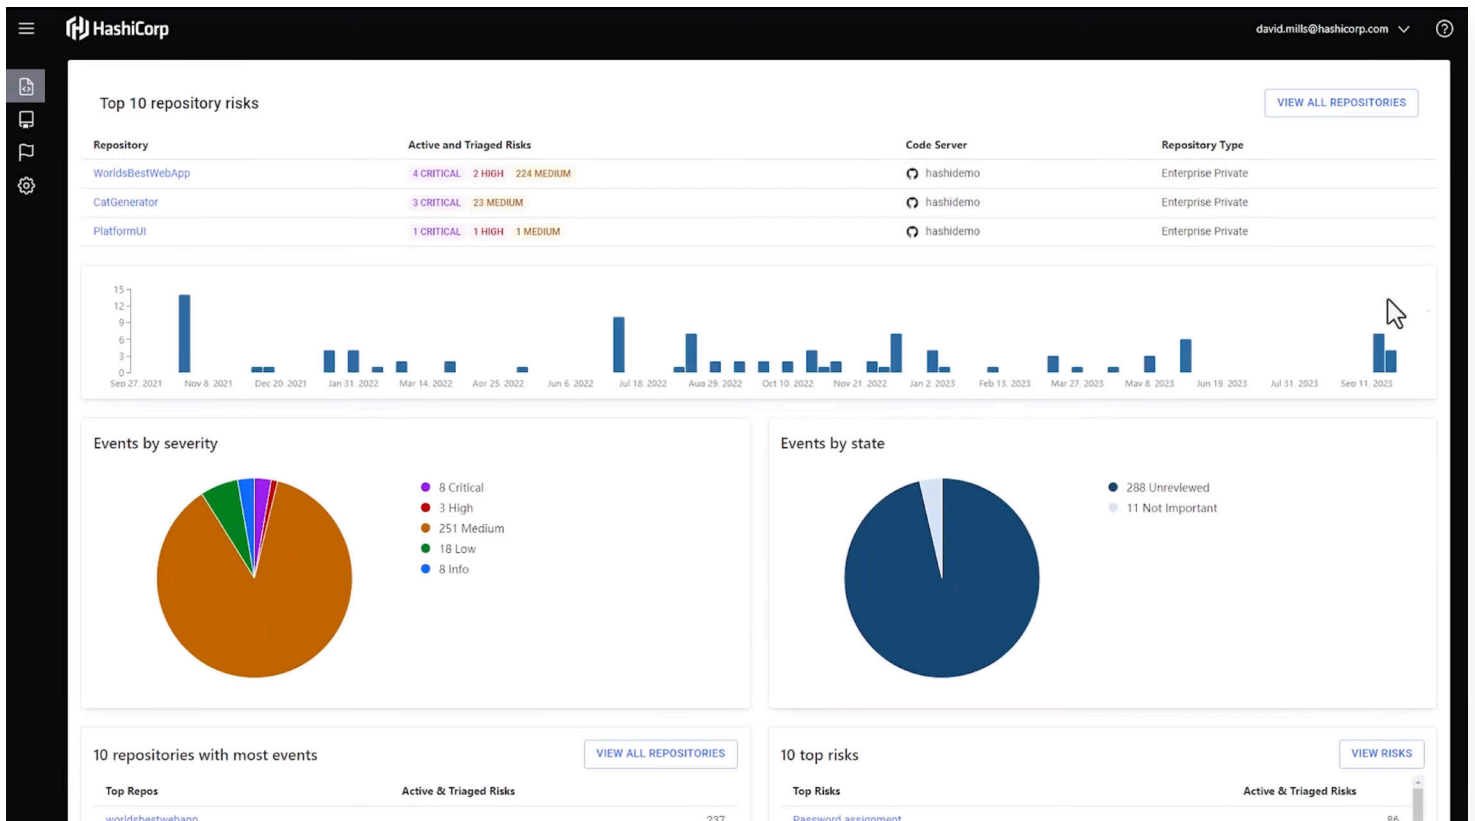 HashiCorp
david.mills@hashicorp.com
Top 10 repository risks
VIEW ALL REPOSITORIES
Repository Active and Triaged Risks Code Server Repository Type
WorldsBestWebApp 4 CRITICAL 2 HIGH 224 MEDIUM hashidemo Enterprise Private
CatGenerator 3 CRITICAL 23 MEDIUM hashidemo Enterprise Private
PlatformUI 1 CRITICAL 1 HIGH 1 MEDIUM hashidemo Enterprise Private
15
12
9
6
3
0
Sep 27. 2021 Nov 8. 2021 Dec 20. 2021 Jan 31. 2022 Mar 14. 2022 Apr 25. 2022 Jun 6. 2022 Jul 18. 2022 Aug 29. 2022 Oct 10. 2022 Nov 21. 2022 Jan 2. 2023 Feb 13. 2023 Mar 27. 2023 May 8. 2023 Jun 19. 2023 Jul 31. 2023 Sep 11. 2023
Events by severity
8 Critical
3 High
251 Medium
18 Low
8 Info
Events by state
288 Unreviewed
11 Not Important
10 repositories with most events
VIEW ALL REPOSITORIES
Top Repos Active & Triaged Risks
worldsbestwebapp 237
10 top risks
VIEW RISKS
Top Risks Active & Triaged Risks
Password assignment 86